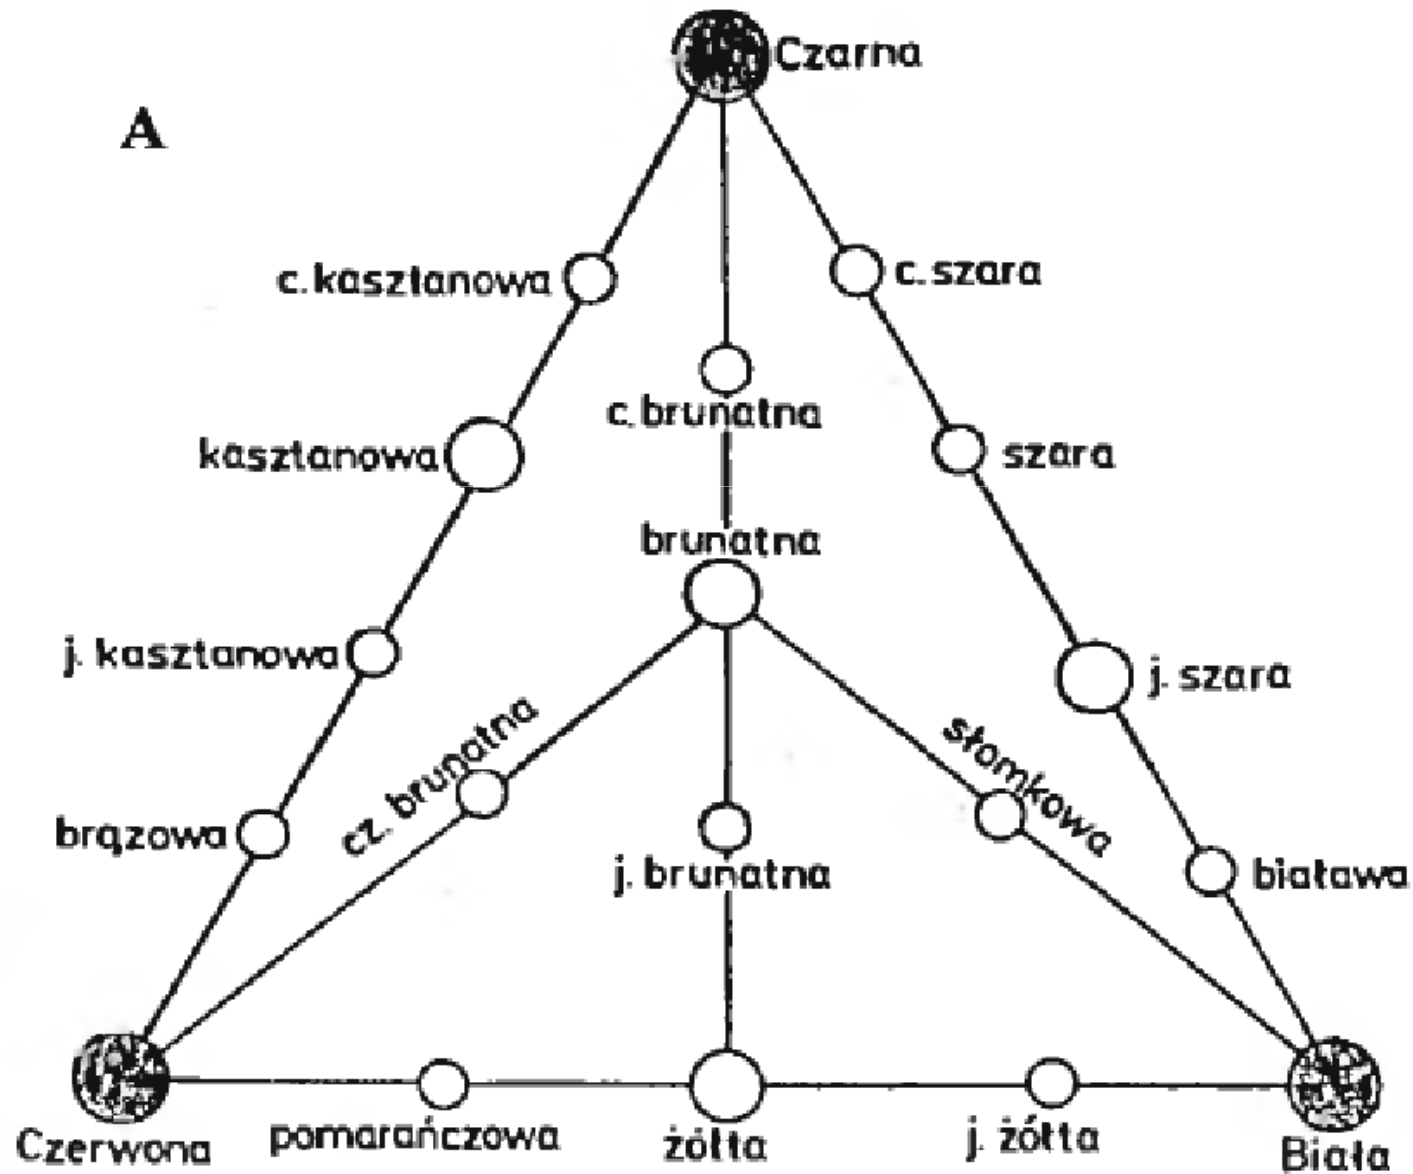 Czarna
A
c. kasztanowa
c. szara
c. brunatna
kasztanowa
szara
brunatna
j. kasztanowa
j. szara
cz. brunatna
słomkowa
brązowa
j. brunatna
biaława
Czerwona
pomarańczowa
żółta
j. żółta
Biała